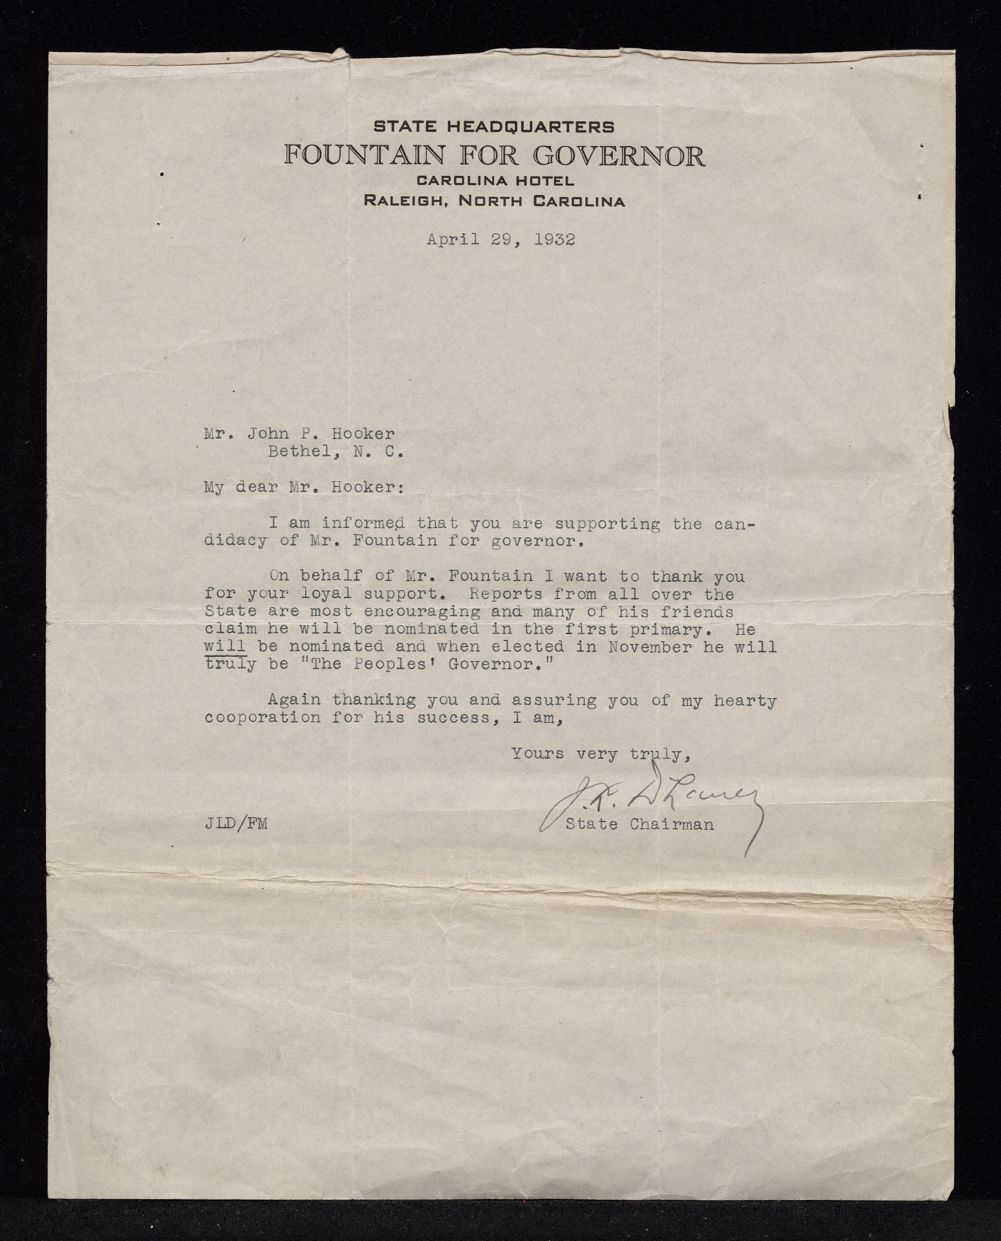 STATE HEADQUARTERS
FOUNTAIN FOR GOVERNOR
CAROLINA HOTEL
RALEIGH, NORTH CAROLINA
April 29, 1932
Mr. John P. Hooker
Bethel, N. C.
My dear Mr. Hooker:
I am informed that you are supporting the can-
didacy of Mr. Fountain for governor.
On behalf of Mr. Fountain I want to thank you
for your loyal support. Reports from all over the
State are most encouraging and many of his friends
claim he will be nominated in the first primary. He
will be nominated and when elected in November he will
truly be "The Peoples' Governor."
Again thanking you and assuring you of my hearty
cooporation for his success, I am,
Yours very truly,
State Chairman
JLD/FM